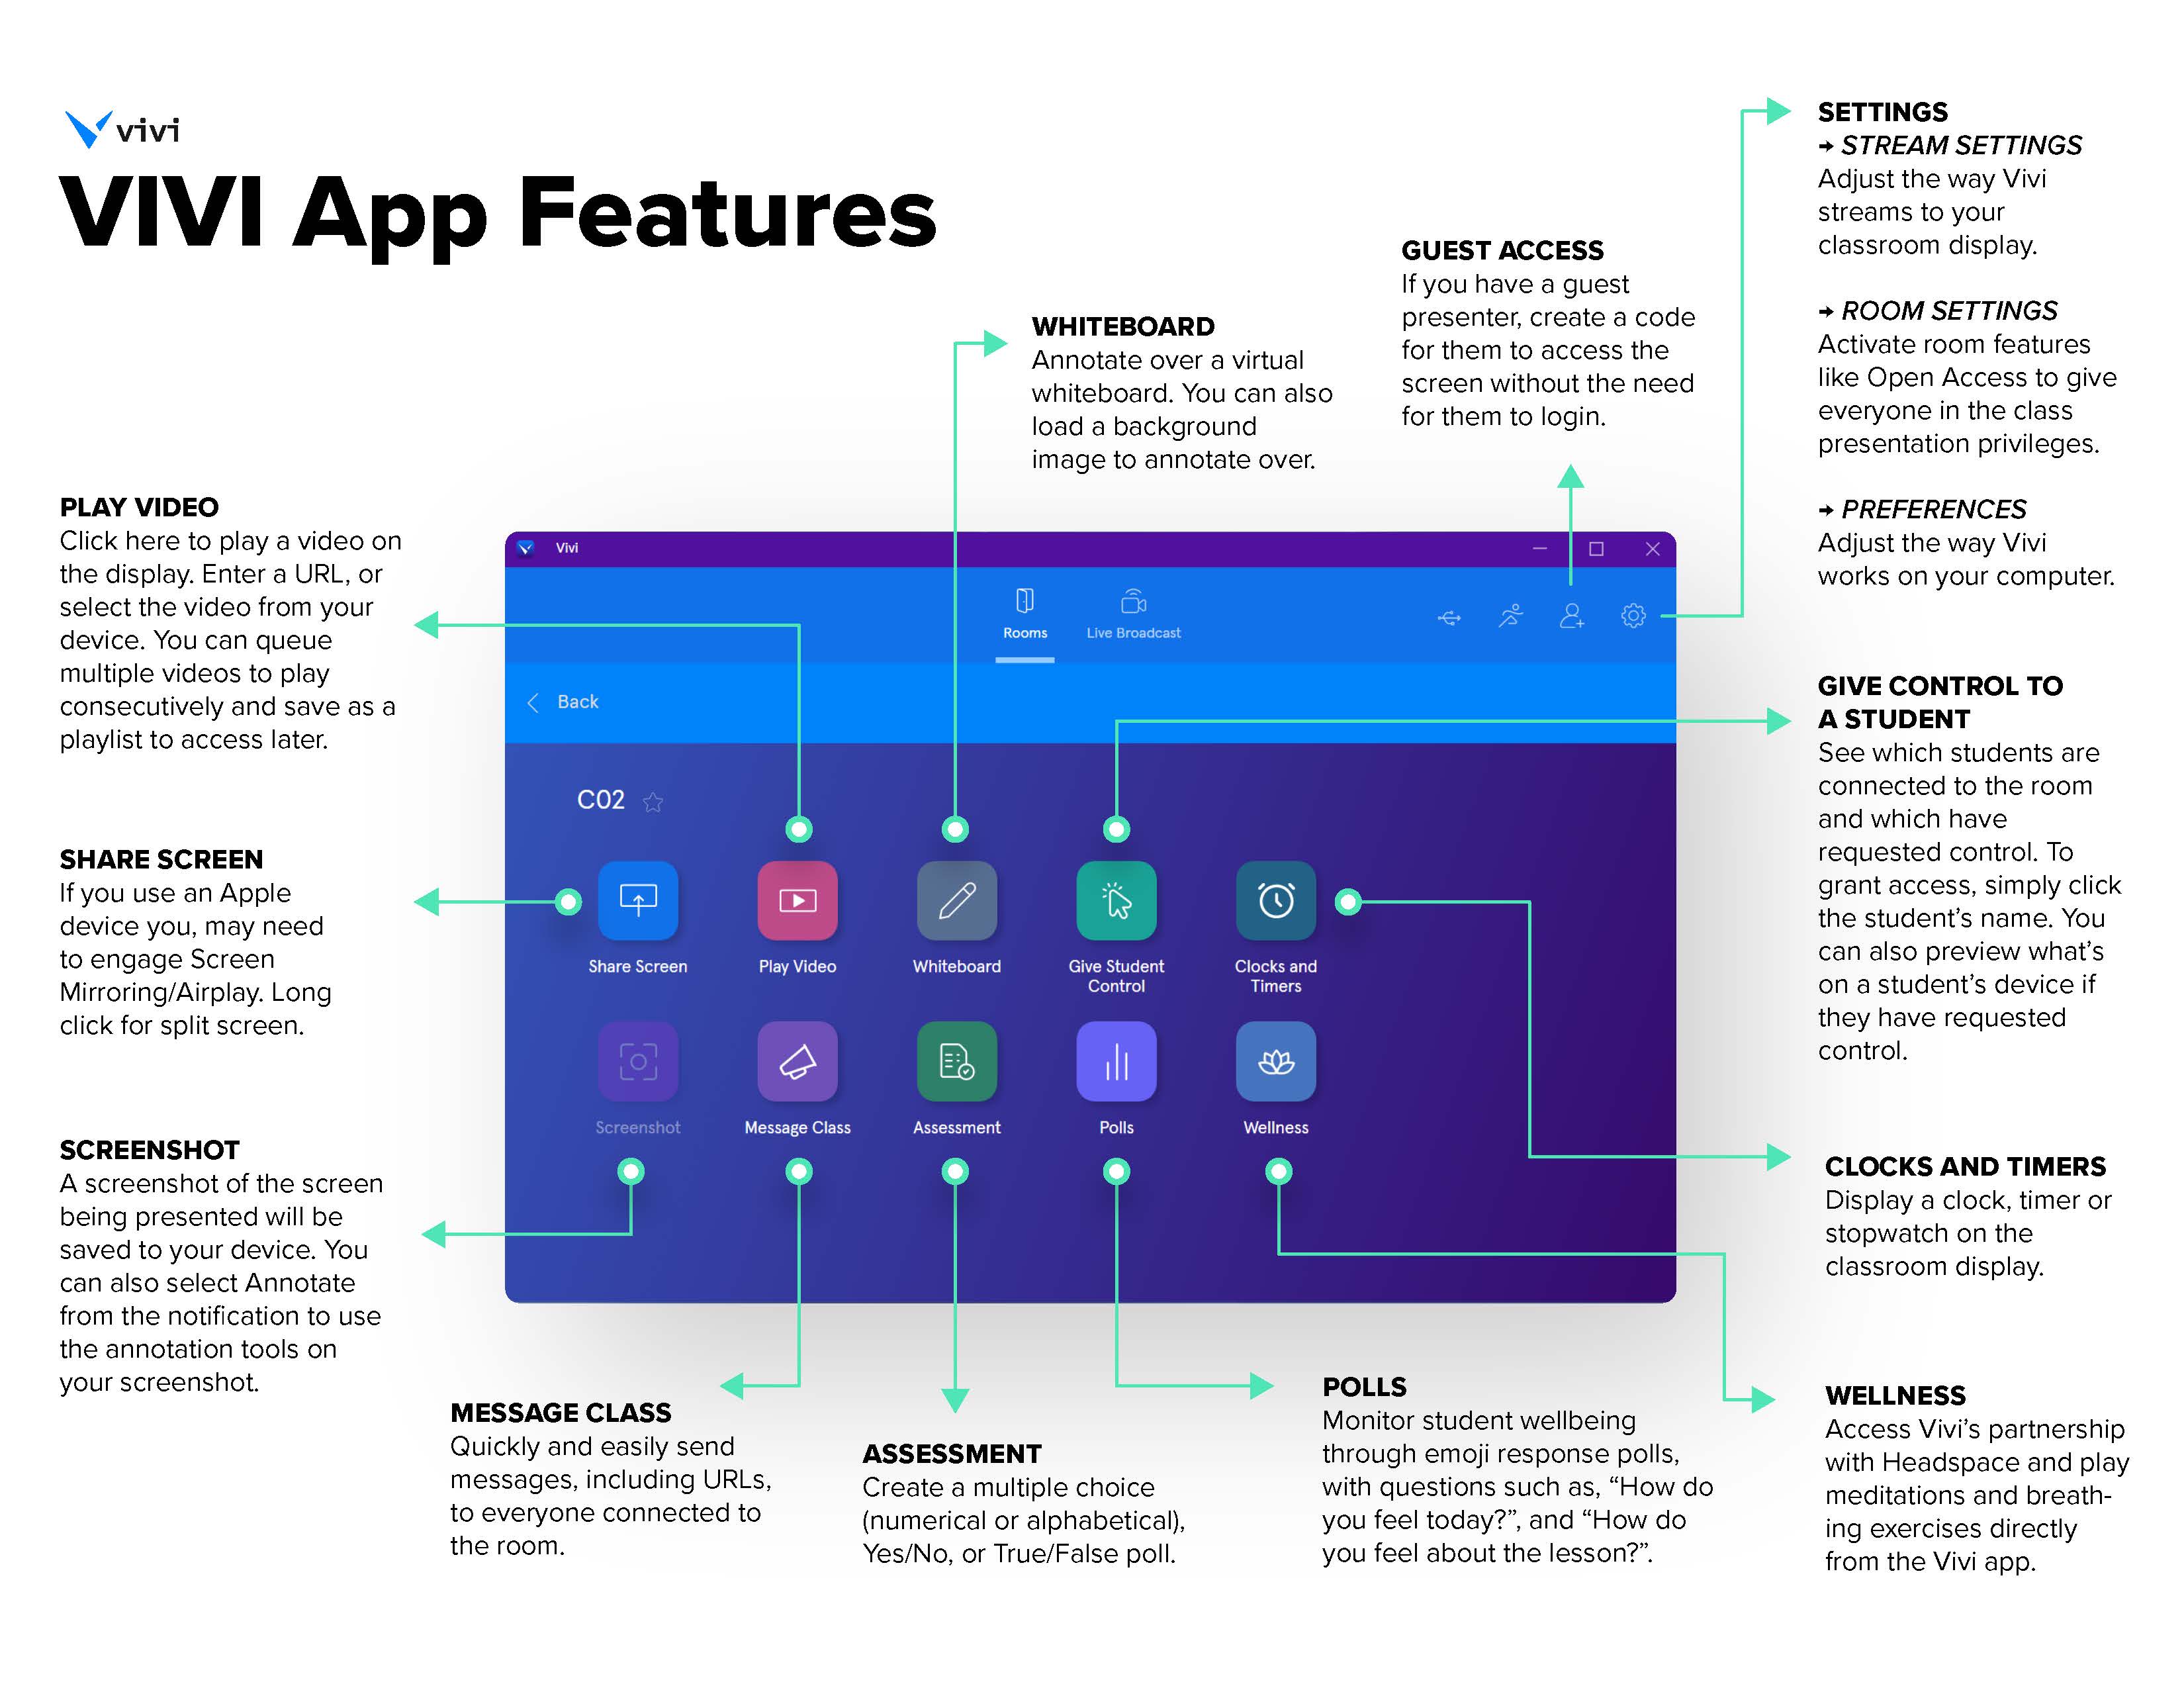 vivi
VIVI App Features
SETTINGS
→ STREAM SETTINGS
Adjust the way Vivi
streams to your
classroom display.
→ ROOM SETTINGS
Activate room features
like Open Access to give
everyone in the class
presentation privileges.
→ PREFERENCES
Adjust the way Vivi
works on your computer.
GUEST ACCESS
If you have a guest
presenter, create a code
for them to access the
screen without the need
for them to login.
WHITEBOARD
Annotate over a virtual
whiteboard. You can also
load a background
image to annotate over.
PLAY VIDEO
Click here to play a video on
the display. Enter a URL, or
select the video from your
device. You can queue
multiple videos to play
consecutively and save as a
playlist to access later.
SHARE SCREEN
If you use an Apple
device you, may need
to engage Screen
Mirroring/Airplay. Long
click for split screen.
SCREENSHOT
A screenshot of the screen
being presented will be
saved to your device. You
can also select Annotate
from the notification to use
the annotation tools on
your screenshot.
Vivi
Rooms
Live Broadcast
Back
C02
Share Screen
Play Video
Whiteboard
Give Student
Control
Clocks and
Timers
Screenshot
Message Class
Assessment
Polls
Wellness
GIVE CONTROL TO
A STUDENT
See which students are
connected to the room
and which have
requested control. To
grant access, simply click
the student's name. You
can also preview what's
on a student's device if
they have requested
control.
CLOCKS AND TIMERS
Display a clock, timer or
stopwatch on the
classroom display.
MESSAGE CLASS
Quickly and easily send
messages, including URLs,
to everyone connected to
the room.
ASSESSMENT
Create a multiple choice
(numerical or alphabetical),
Yes/No, or True/False poll.
POLLS
Monitor student wellbeing
through emoji response polls,
with questions such as, “How do
you feel today?”, and “How do
you feel about the lesson?”.
WELLNESS
Access Vivi's partnership
with Headspace and play
meditations and breath-
ing exercises directly
from the Vivi app.